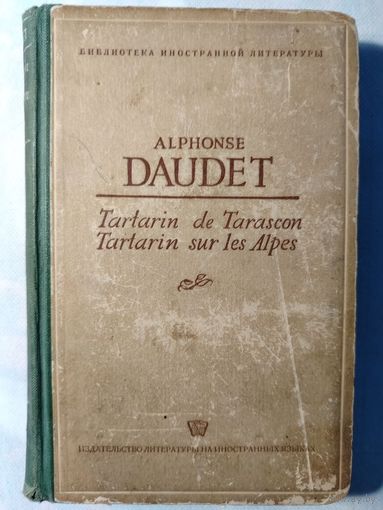 БИБЛИОТЕКА ИНОСТРАННОЙ ЛИТЕРАТУРЫ
ALPHONSE
DAUDET
Tartarin de Tarascon
Tartarin sur les Alpes
ИЗДАТЕЛЬСТВО ЛИТЕРАТУРЫ НА ИНОСТРАННЫХ ЯЗЫКАХ